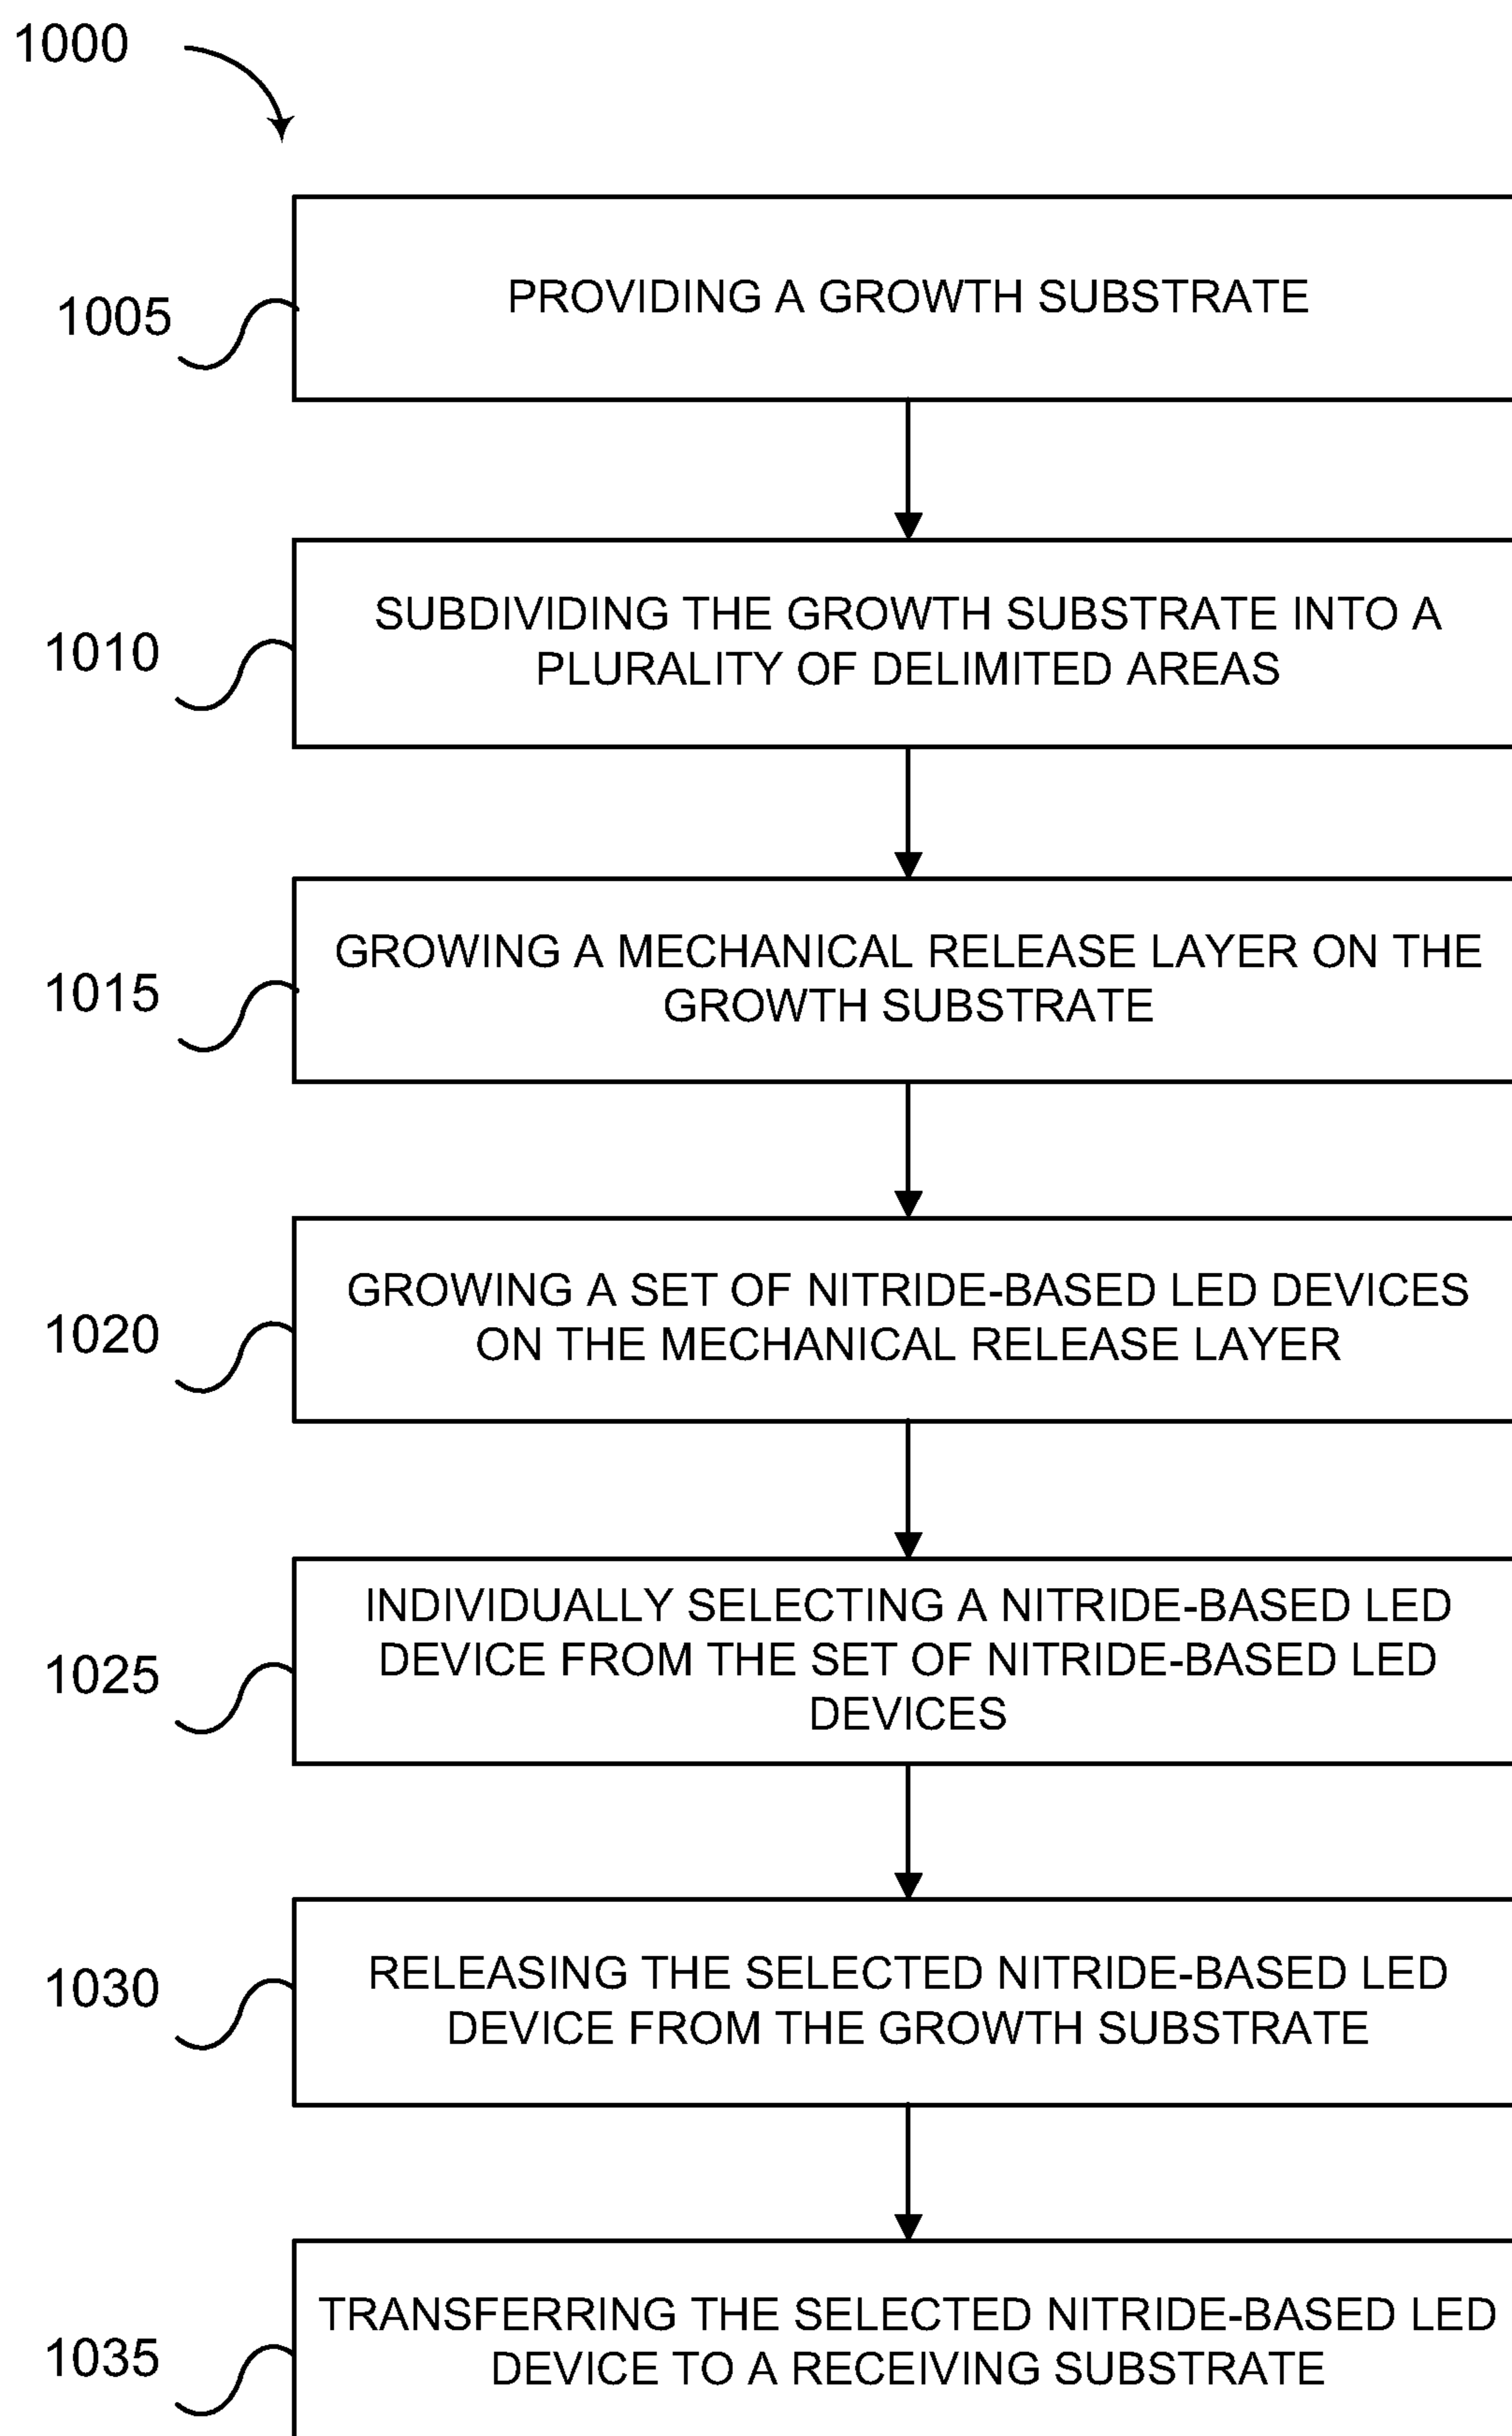 1000
1005
PROVIDING A GROWTH SUBSTRATE
1010
SUBDIVIDING THE GROWTH SUBSTRATE INTO A
PLURALITY OF DELIMITED AREAS
1015
GROWING A MECHANICAL RELEASE LAYER ON THE
GROWTH SUBSTRATE
1020
GROWING A SET OF NITRIDE-BASED LED DEVICES
ON THE MECHANICAL RELEASE LAYER
1025
INDIVIDUALLY SELECTING A NITRIDE-BASED LED
DEVICE FROM THE SET OF NITRIDE-BASED LED
DEVICES
1030
RELEASING THE SELECTED NITRIDE-BASED LED
DEVICE FROM THE GROWTH SUBSTRATE
1035
TRANSFERRING THE SELECTED NITRIDE-BASED LED
DEVICE TO A RECEIVING SUBSTRATE